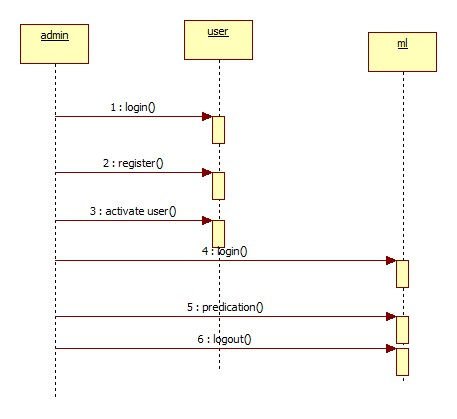 admin
user
ml
1 : login()
2 : register()
3 : activate user()
4 : login()
5 : predication()
6 : logout()